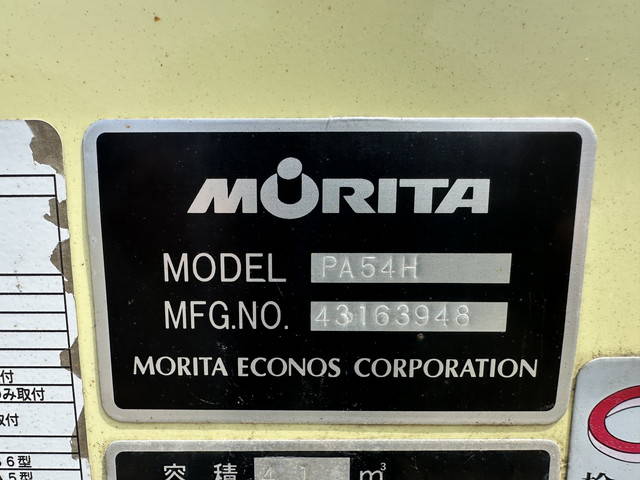 MORITA
MODEL PA54H
MFG.NO. 43163948
MORITA ECONOS CORPORATION
容積 4.1 m³
付
み取付
取付
6型
5型